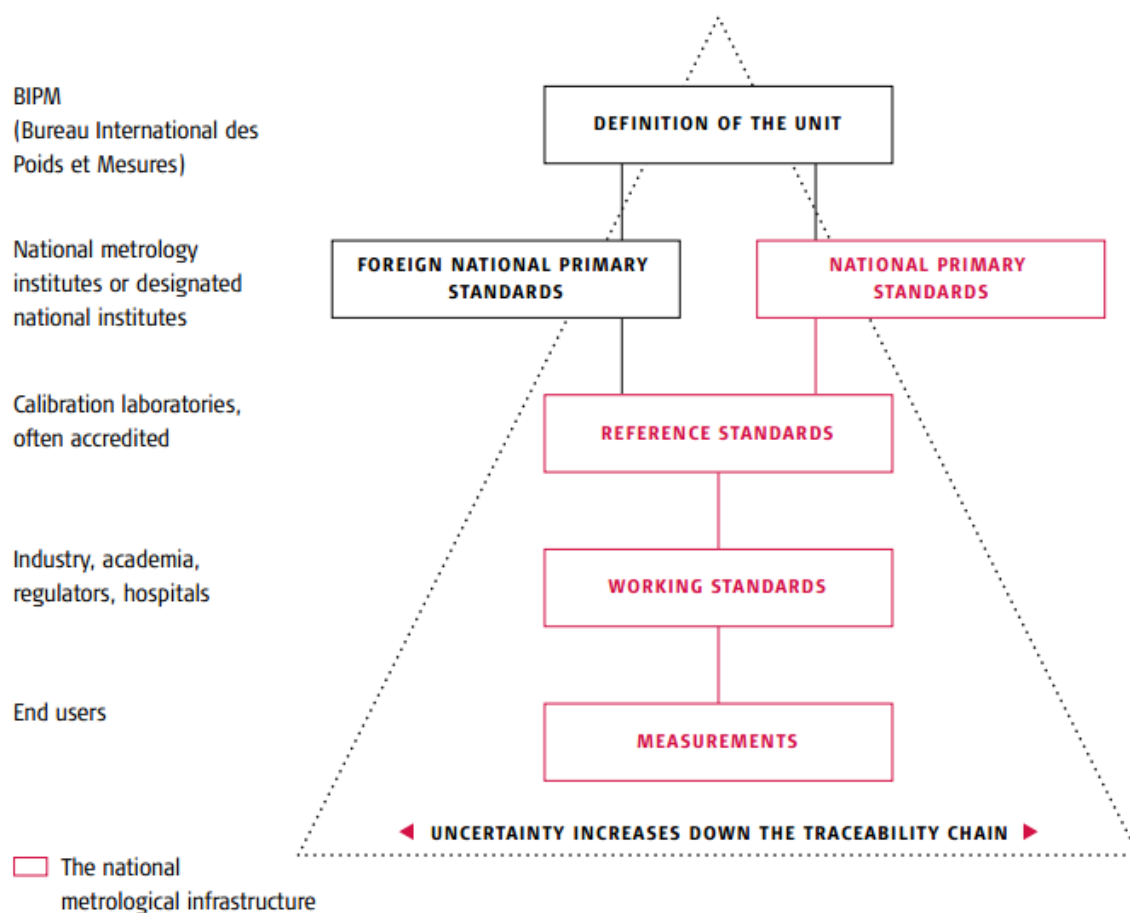 BIPM
(Bureau International des
Poids et Mesures)
DEFINITION OF THE UNIT
National metrology
institutes or designated
national institutes
FOREIGN NATIONAL PRIMARY
STANDARDS
NATIONAL PRIMARY
STANDARDS
Calibration laboratories,
often accredited
REFERENCE STANDARDS
Industry, academia,
regulators, hospitals
WORKING STANDARDS
End users
MEASUREMENTS
UNCERTAINTY INCREASES DOWN THE TRACEABILITY CHAIN
The national
metrological infrastructure